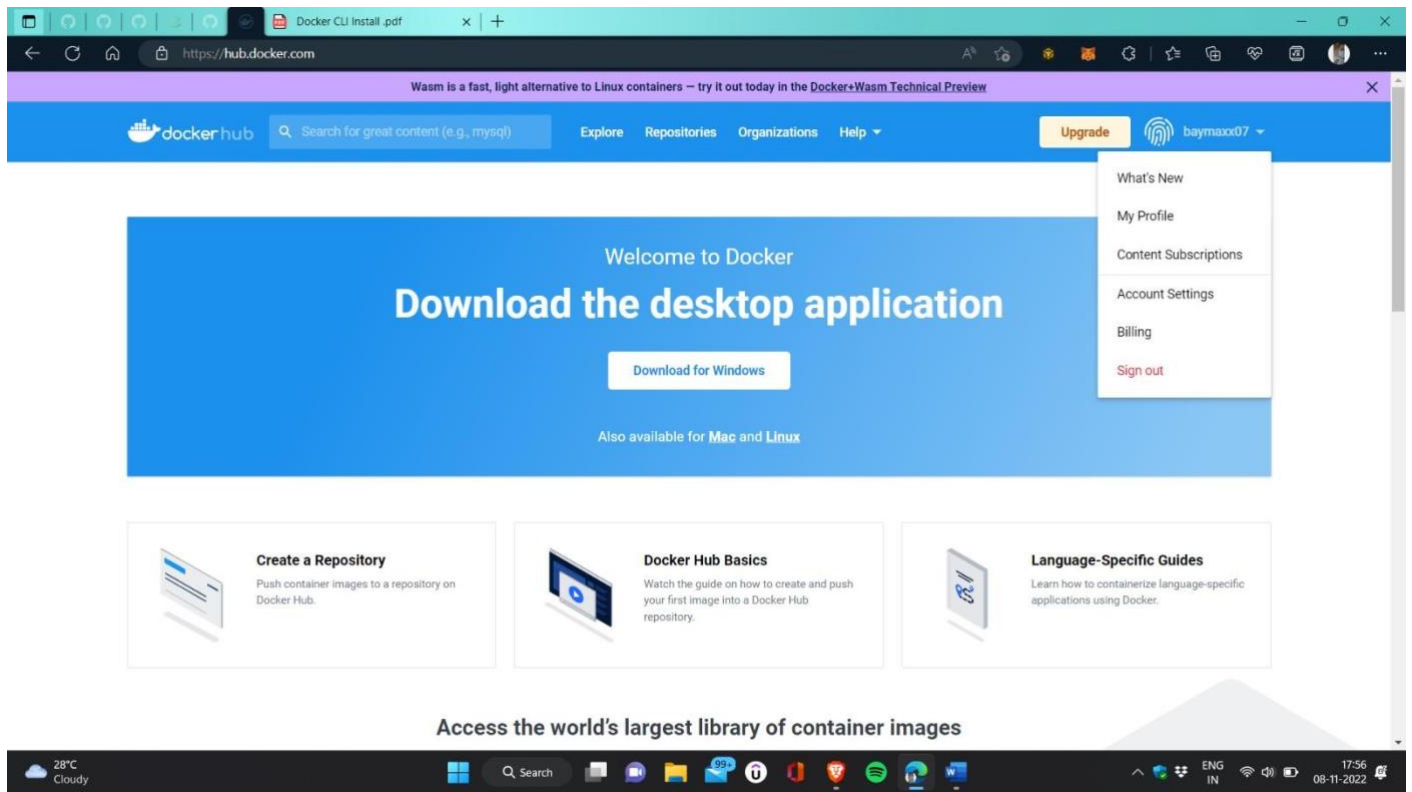 Docker CLI Install .pdf
https://hub.docker.com
Wasm is a fast, light alternative to Linux containers — try it out today in the Docker+Wasm Technical Preview
dockerhub
Search for great content (e.g., mysql)
Explore
Repositories
Organizations
Help
Upgrade
baymaxx07
What's New
My Profile
Content Subscriptions
Account Settings
Billing
Sign out
Welcome to Docker
Download the desktop application
Download for Windows
Also available for Mac and Linux
Create a Repository
Push container images to a repository on
Docker Hub.
Docker Hub Basics
Watch the guide on how to create and push
your first image into a Docker Hub
repository.
Language-Specific Guides
Learn how to containerize language-specific
applications using Docker.
Access the world's largest library of container images
28°C
Cloudy
Search
99+
ENG
IN
17:56
08-11-2022